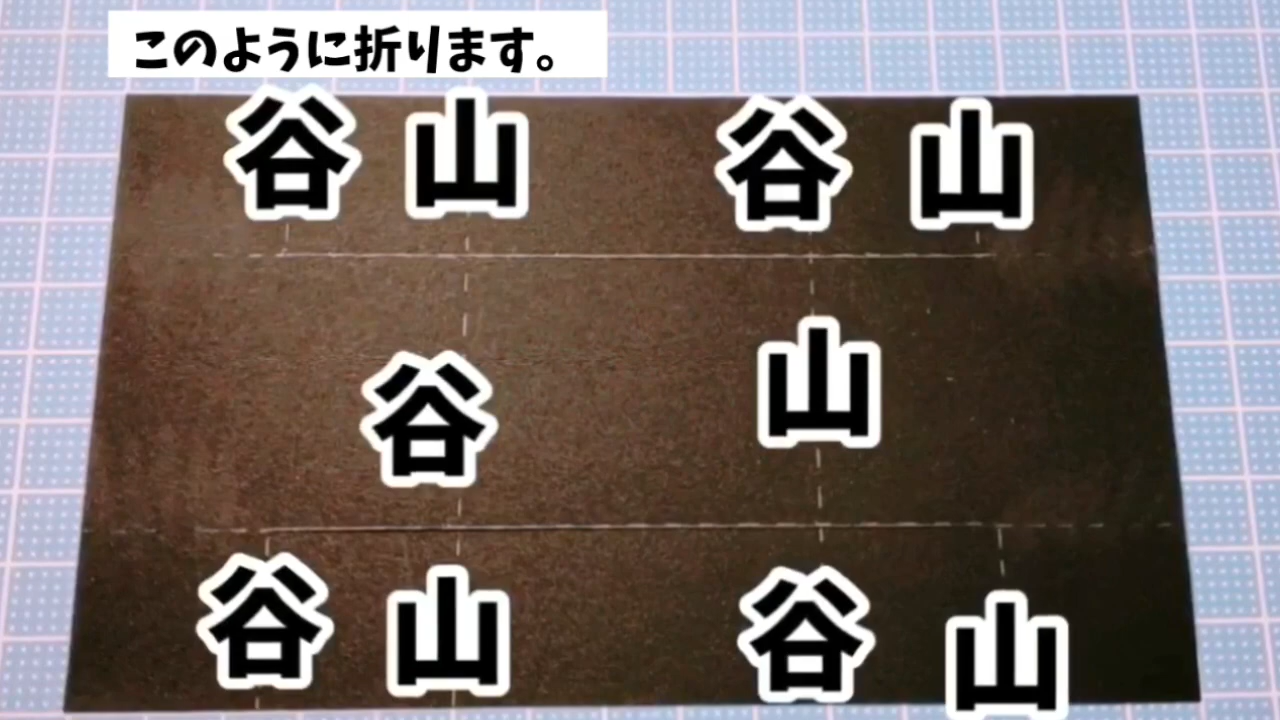 このように折ります。
谷 山 谷 山
谷 山
谷 山 谷 山